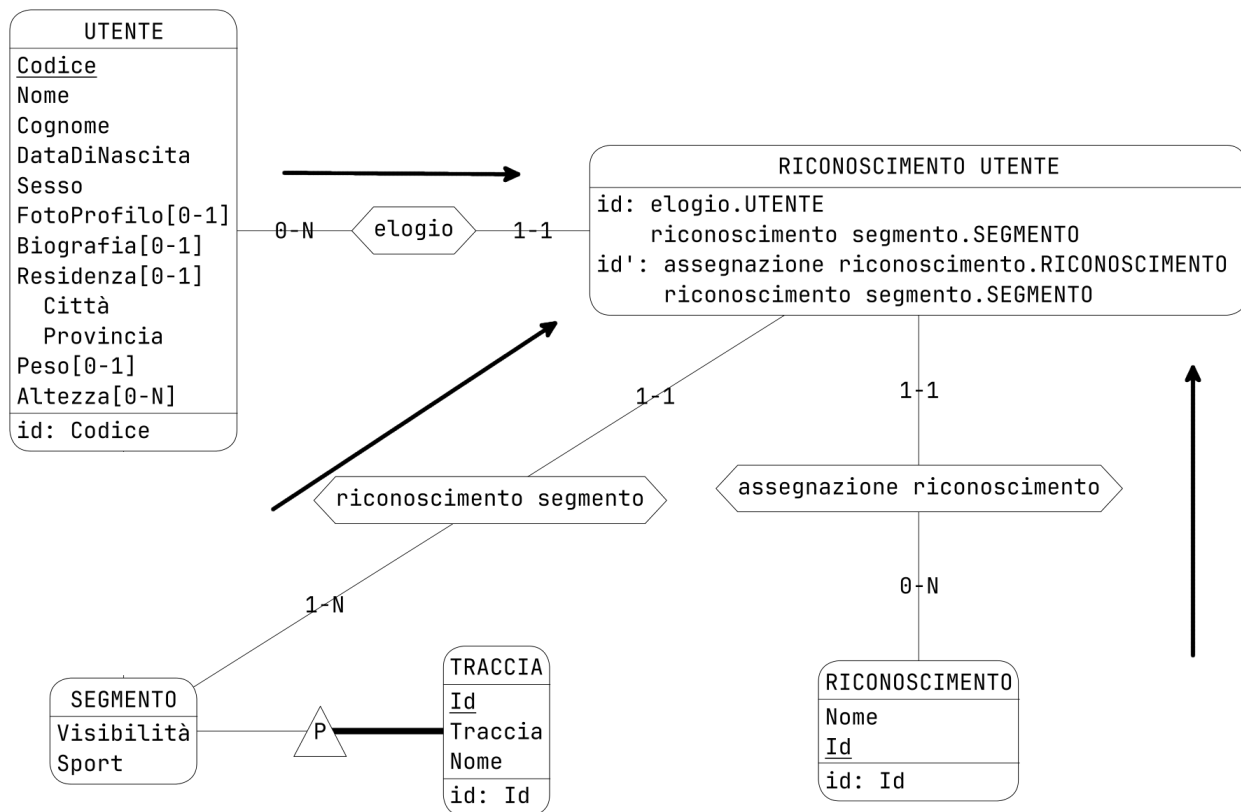 UTENTE
Codice
Nome
Cognome
DataDiNascita
Sesso
FotoProfilo[0-1]
Biografia[0-1]
Residenza[0-1]
Città
Provincia
Peso[0-1]
Altezza[0-N]
id: Codice
0-N
elogio
1-1
RICONOSCIMENTO UTENTE
id: elogio.UTENTE
riconoscimento segmento.SEGMENTO
id': assegnazione riconoscimento.RICONOSCIMENTO
riconoscimento segmento.SEGMENTO
1-1
riconoscimento segmento
1-N
1-1
assegnazione riconoscimento
0-N
SEGMENTO
Visibilità
Sport
P
TRACCIA
Id
Traccia
Nome
id: Id
RICONOSCIMENTO
Nome
Id
id: Id